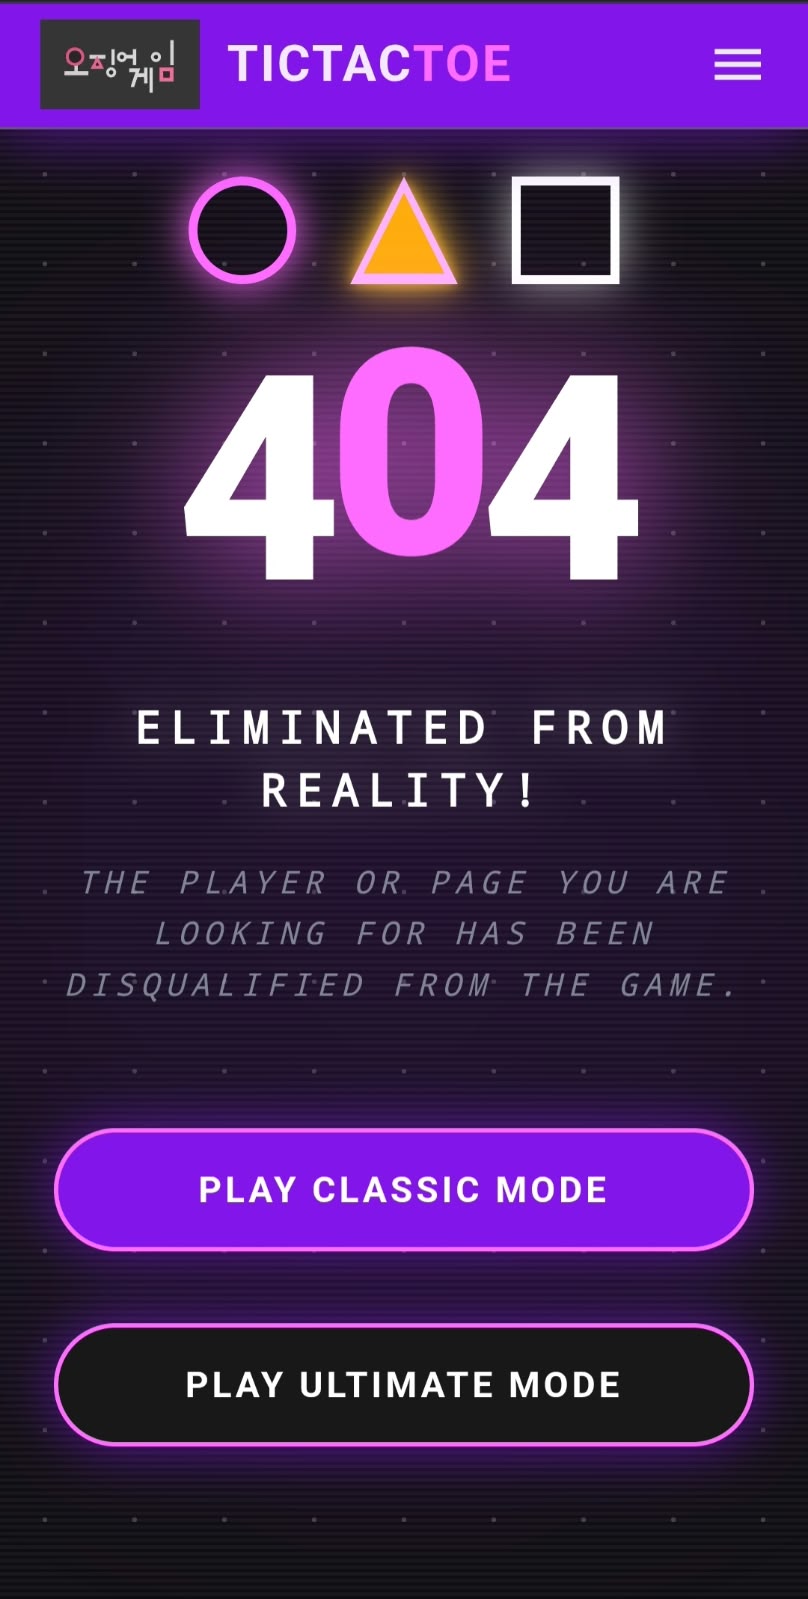 오징어게임
TICTACTOE
404
ELIMINATED FROM
REALITY!
THE PLAYER OR PAGE YOU ARE
LOOKING FOR HAS BEEN
DISQUALIFIED FROM THE GAME.
PLAY CLASSIC MODE
PLAY ULTIMATE MODE